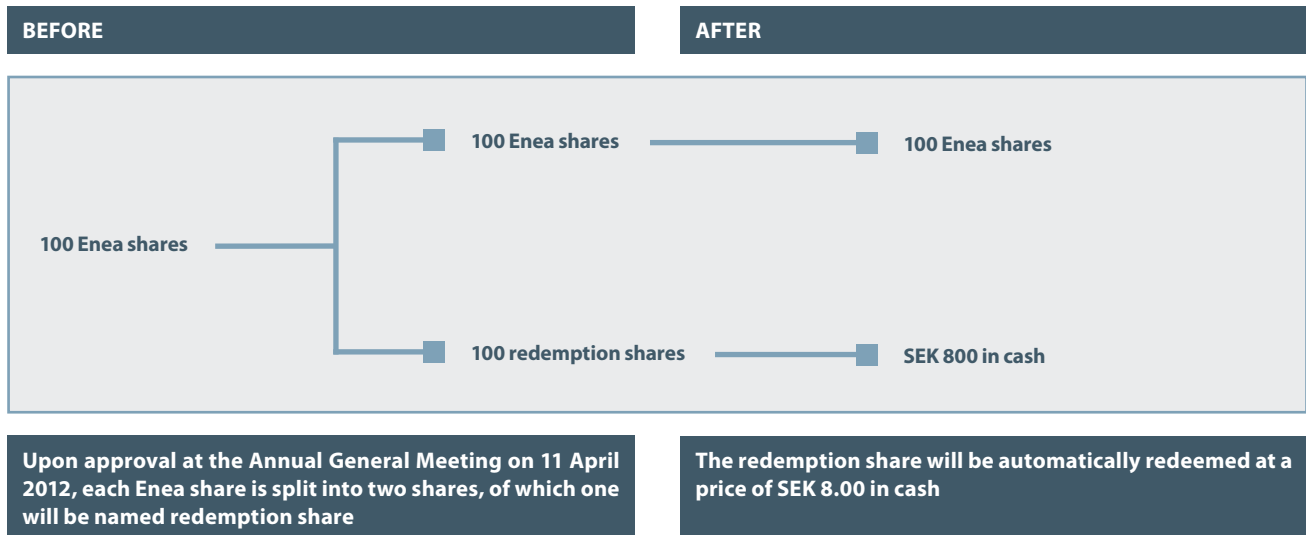 BEFORE
AFTER
100 Enea shares
100 Enea shares
100 Enea shares
100 redemption shares
SEK 800 in cash
Upon approval at the Annual General Meeting on 11 April
2012, each Enea share is split into two shares, of which one
will be named redemption share
The redemption share will be automatically redeemed at a
price of SEK 8.00 in cash